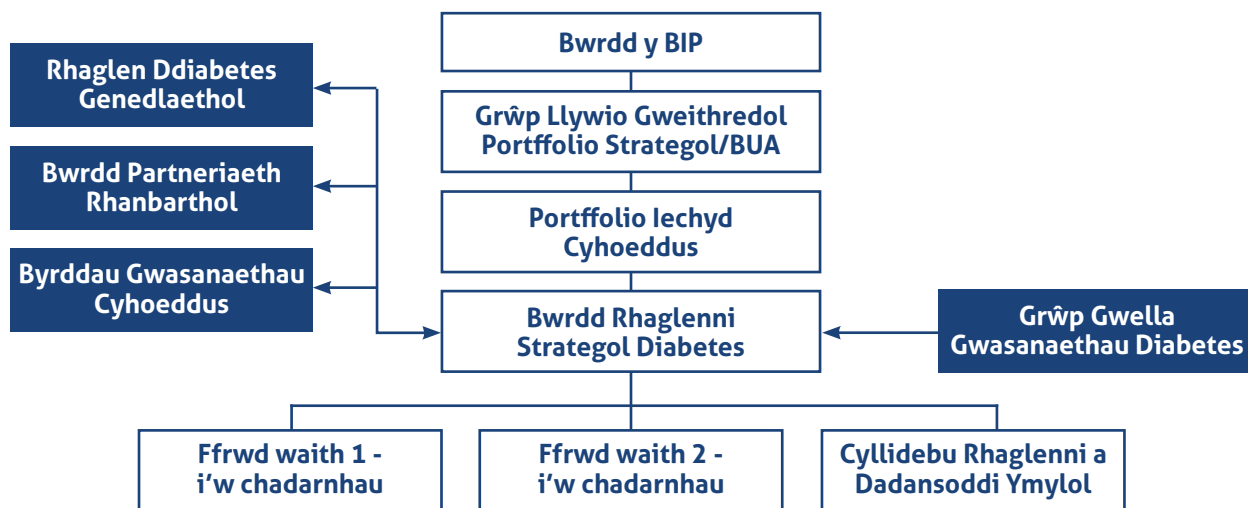 Bwrdd y BIP
Rhaglen Ddiabetes
Genedlaethol
Grŵp Llywio Gweithredol
Portffolio Strategol/BUA
Bwrdd Partneriaeth
Rhanbarthol
Portffolio Iechyd
Cyhoeddus
Byrddau Gwasanaethau
Cyhoeddus
Bwrdd Rhaglenni
Strategol Diabetes
Grŵp Gwella
Gwasanaethau Diabetes
Ffrwd waith 1 -
i'w chadarnhau
Ffrwd waith 2 -
i'w chadarnhau
Cyllidebu Rhaglenni a
Dadansoddi Ymylol